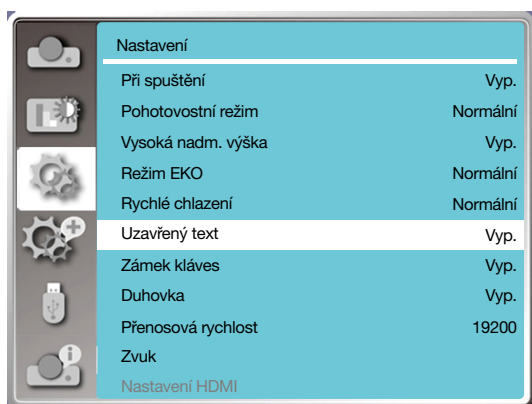 Nastavení
Při spuštění Vyp.
Pohotovostní režim Normální
Vysoká nadm. výška Vyp.
Režim EKO Normální
Rychlé chlazení Normální
Uzavřený text Vyp.
Zámek kláves Vyp.
Duhovka Vyp.
Přenosová rychlost 19200
Zvuk
Nastavení HDMI